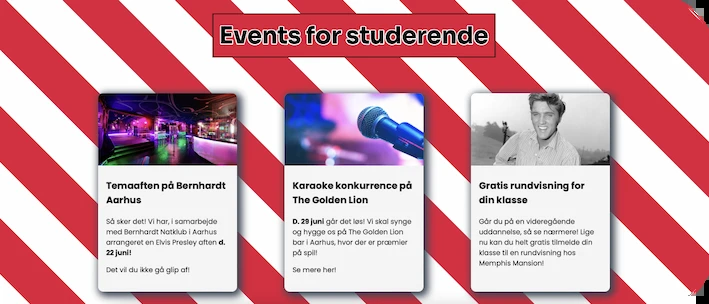 Events for studerende
Temaaften på Bernhardt
Aarhus
Så sker det! Vi har, i samarbejde
med Bernhardt Natklub i Aarhus
arrangeret en Elvis Presley aften d.
22 juni!
Det vil du ikke gå glip af!
Karaoke konkurrence på
The Golden Lion
D. 29 juni går det løs! Vi skal synge
og hygge os på The Golden Lion
bar i Aarhus, hvor der er præmier
på spil!
Se mere her!
Gratis rundvisning for
din klasse
Går du på en videregående
uddannelse, så se nærmere! Lige
nu kan du helt gratis tilmelde din
klasse til en rundvisning hos
Memphis Mansion!